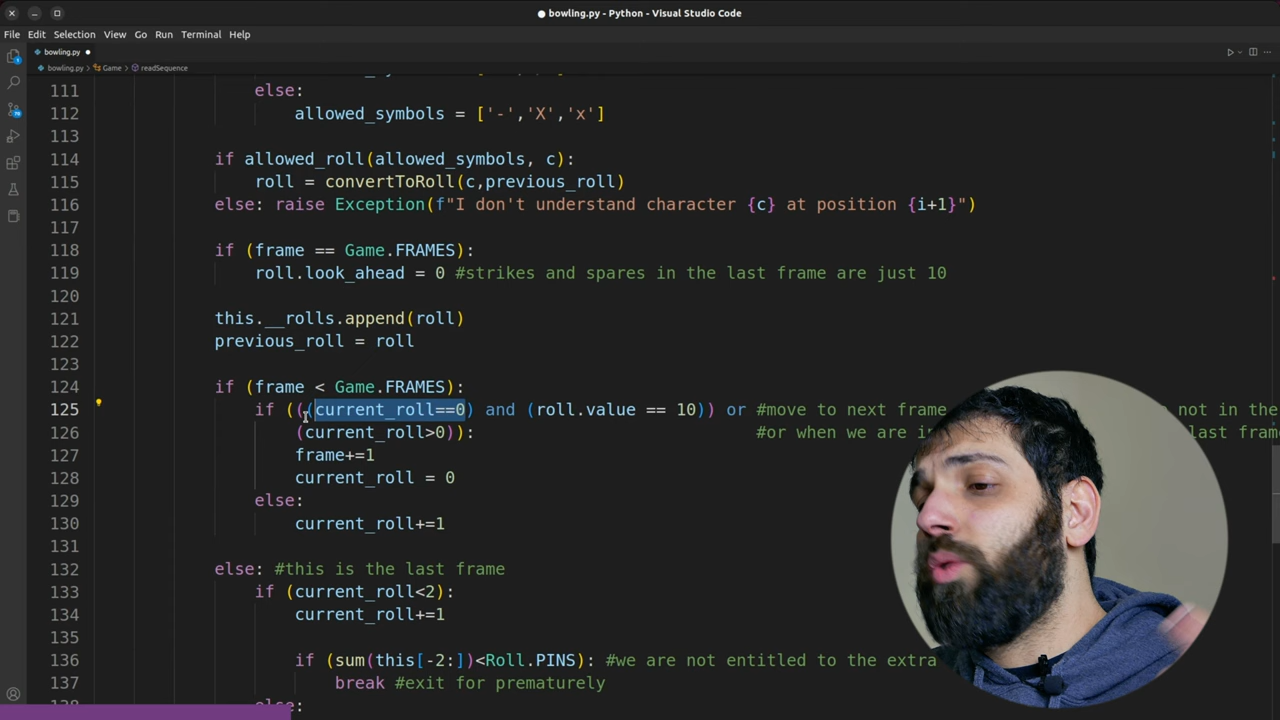 bowling.py - Python - Visual Studio Code
File Edit Selection View Go Run Terminal Help
bowling.py
bowling.py > Game > readSequence
111 else:
112 allowed_symbols = ['-','X','x']
113
114 if allowed_roll(allowed_symbols, c):
115 roll = convertToRoll(c,previous_roll)
116 else: raise Exception(f"I don't understand character {c} at position {i+1}")
117
118 if (frame == Game.FRAMES):
119 roll.look_ahead = 0 #strikes and spares in the last frame are just 10
120
121 this.__rolls.append(roll)
122 previous_roll = roll
123
124 if (frame < Game.FRAMES):
125 if (((current_roll==0) and (roll.value == 10)) or #move to next frame not in the
126 (current_roll>0)): #or when we are in last fram
127 frame+=1
128 current_roll = 0
129 else:
130 current_roll+=1
131
132 else: #this is the last frame
133 if (current_roll<2):
134 current_roll+=1
135
136 if (sum(this[-2:])<Roll.PINS): #we are not entitled to the extra
137 break #exit for prematurely
138 else: